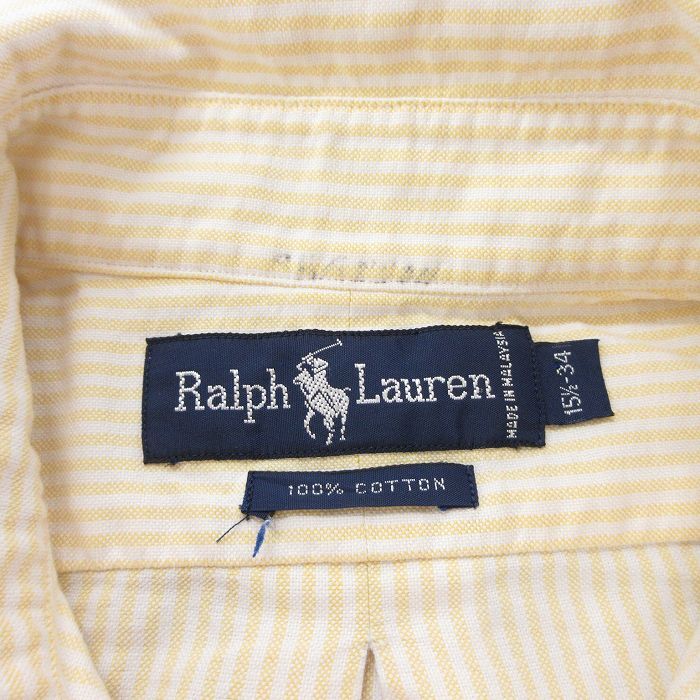 Ralph Lauren
MADE IN MALAYSIA
15½-34
100% COTTON